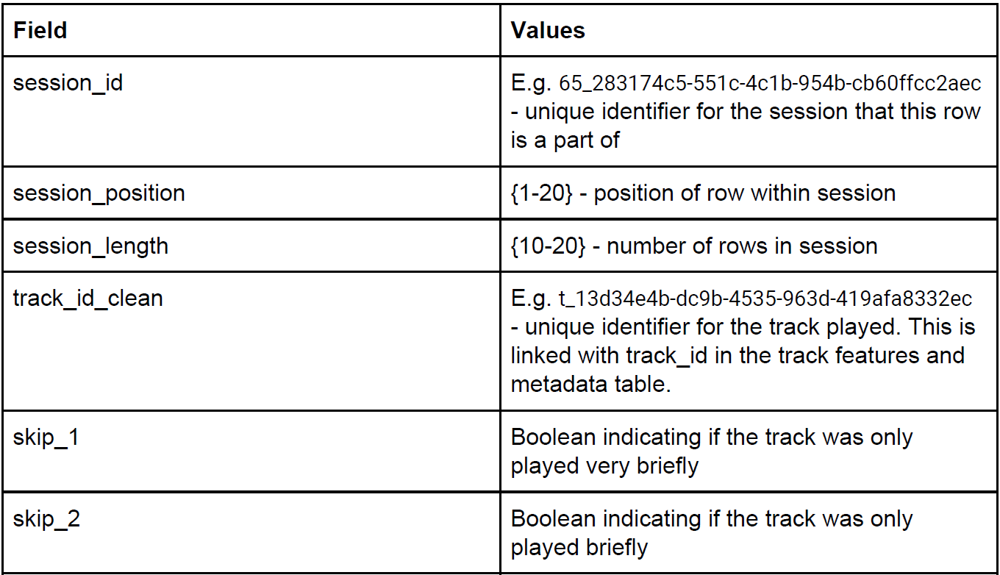 Field
Values
session_id
E.g. 65_283174c5-551c-4c1b-954b-cb60ffcc2aec
- unique identifier for the session that this row
is a part of
session_position
{1-20} - position of row within session
session_length
{10-20} - number of rows in session
track_id_clean
E.g. t_13d34e4b-dc9b-4535-963d-419afa8332ec
- unique identifier for the track played. This is
linked with track_id in the track features and
metadata table.
skip_1
Boolean indicating if the track was only
played very briefly
skip_2
Boolean indicating if the track was only
played briefly